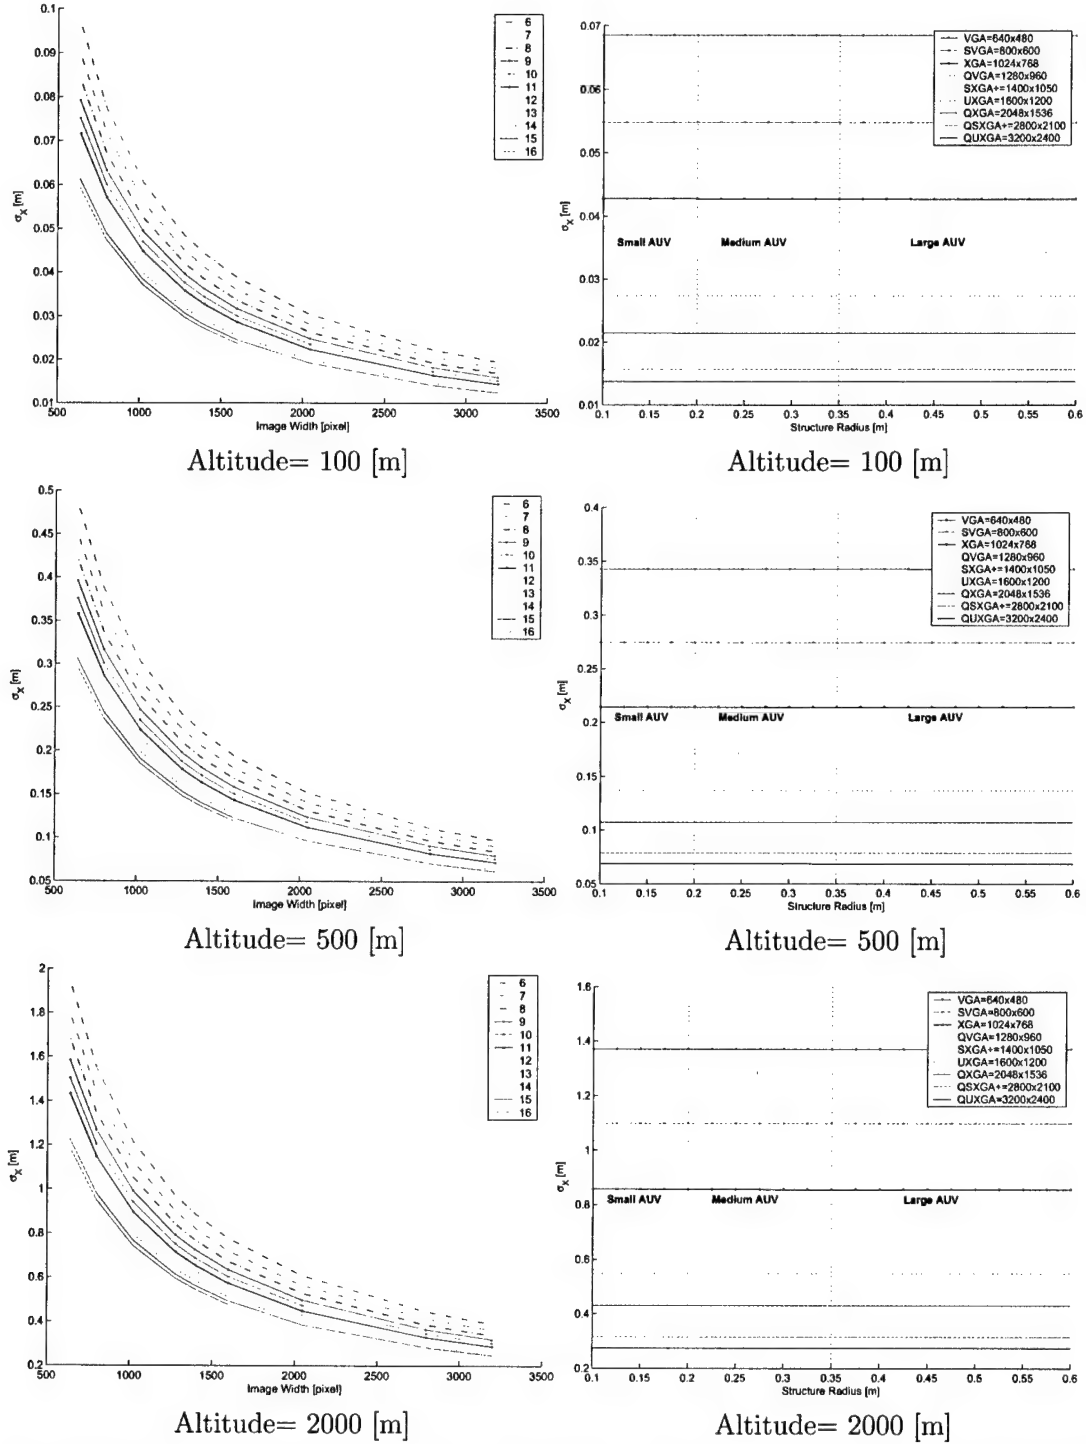 0.1
0.09
0.08
0.07
0.06
0.05
0.04
0.03
0.02
0.01
σX [m]
500 1000 1500 2000 2500 3000 3500
Image Width [pixel]
6
7
8
9
10
11
12
13
14
15
16
Altitude= 100 [m]
0.07
0.06
0.05
0.04
0.03
0.02
0.01
σX [m]
0.1 0.15 0.2 0.25 0.3 0.35 0.4 0.45 0.5 0.55 0.6
Structure Radius [m]
VGA=640x480
SVGA=800x600
XGA=1024x768
QVGA=1280x960
SXGA+=1400x1050
UXGA=1600x1200
QXGA=2048x1536
QSXGA+=2800x2100
QUXGA=3200x2400
Small AUV Medium AUV Large AUV
Altitude= 100 [m]
0.5
0.45
0.4
0.35
0.3
0.25
0.2
0.15
0.1
0.05
σX [m]
500 1000 1500 2000 2500 3000 3500
Image Width [pixel]
6
7
8
9
10
11
12
13
14
15
16
Altitude= 500 [m]
0.4
0.35
0.3
0.25
0.2
0.15
0.1
0.05
σX [m]
0.1 0.15 0.2 0.25 0.3 0.35 0.4 0.45 0.5 0.55 0.6
Structure Radius [m]
VGA=640x480
SVGA=800x600
XGA=1024x768
QVGA=1280x960
SXGA+=1400x1050
UXGA=1600x1200
QXGA=2048x1536
QSXGA+=2800x2100
QUXGA=3200x2400
Small AUV Medium AUV Large AUV
Altitude= 500 [m]
2
1.8
1.6
1.4
1.2
1
0.8
0.6
0.4
0.2
σX [m]
500 1000 1500 2000 2500 3000 3500
Image Width [pixel]
6
7
8
9
10
11
12
13
14
15
16
Altitude= 2000 [m]
1.6
1.4
1.2
1
0.8
0.6
0.4
0.2
σX [m]
0.1 0.15 0.2 0.25 0.3 0.35 0.4 0.45 0.5 0.55 0.6
Structure Radius [m]
VGA=640x480
SVGA=800x600
XGA=1024x768
QVGA=1280x960
SXGA+=1400x1050
UXGA=1600x1200
QXGA=2048x1536
QSXGA+=2800x2100
QUXGA=3200x2400
Small AUV Medium AUV Large AUV
Altitude= 2000 [m]